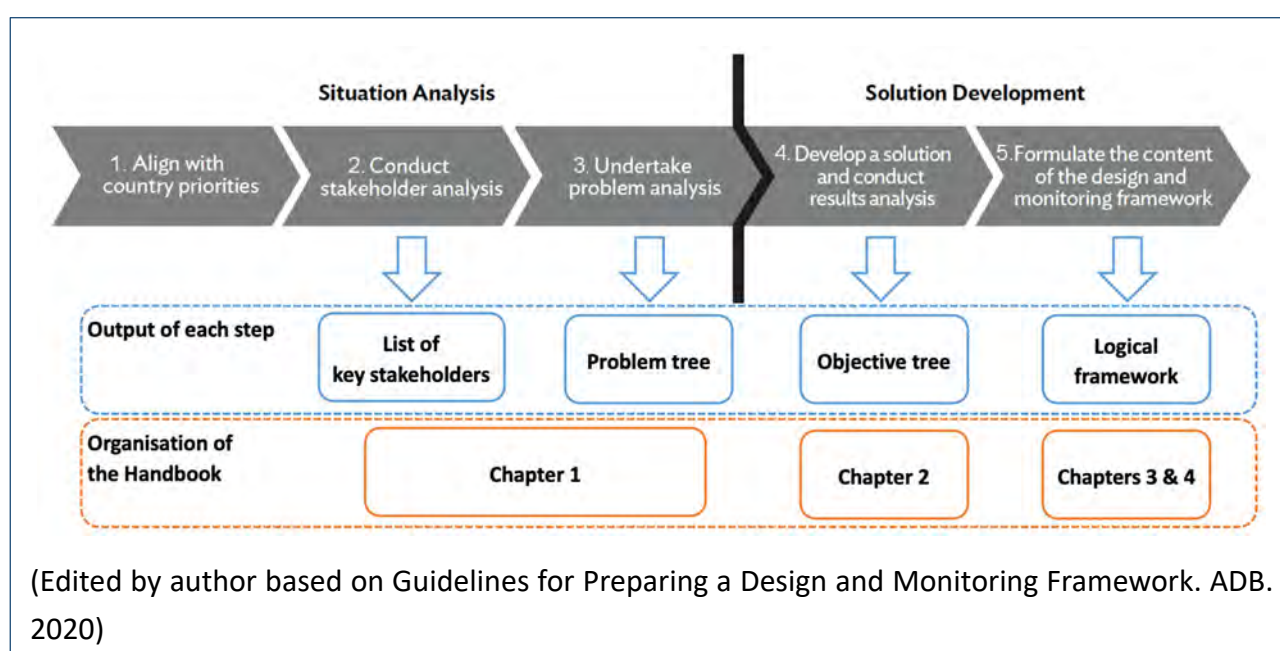 Situation Analysis
Solution Development
1. Align with
country priorities
2. Conduct
stakeholder analysis
3. Undertake
problem analysis
4. Develop a solution
and conduct
results analysis
5.Formulate the content
of the design and
monitoring framework
Output of each step
List of
key stakeholders
Problem tree
Objective tree
Logical
framework
Organisation of
the Handbook
Chapter 1
Chapter 2
Chapters 3 & 4
(Edited by author based on Guidelines for Preparing a Design and Monitoring Framework. ADB.
2020)